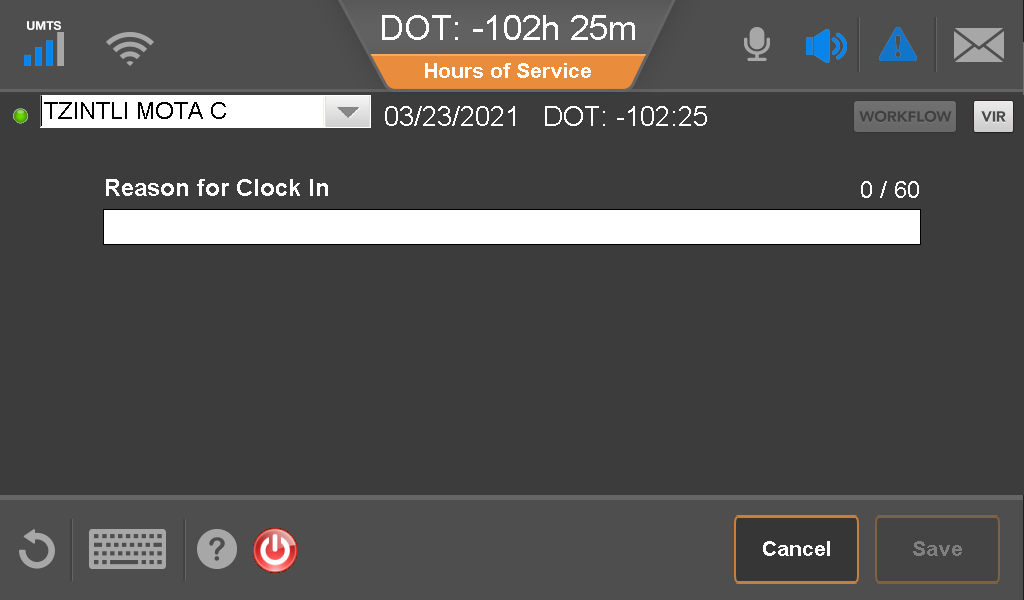 UMTS
DOT: -102h 25m
Hours of Service
TZINTLI MOTA C
03/23/2021 DOT: -102:25
WORKFLOW
VIR
Reason for Clock In
0 / 60
?
Cancel
Save